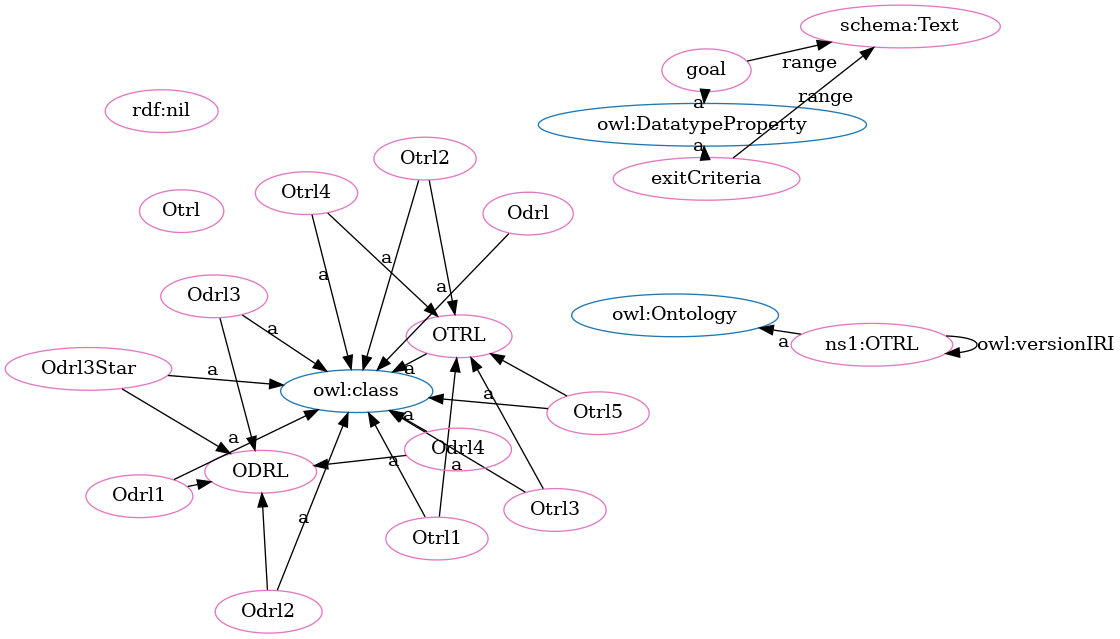 schema:Text
goal
range
range
rdf:nil
a
owl:DatatypeProperty
a
Otrl2
exitCriteria
Otrl4
Otrl
Odrl
a
a
a
Odrl3
owl:Ontology
a
OTRL
a
ns1:OTRL
owl:versionIRI
Odrl3Star
a
a
owl:class
a
a
Otrl5
a
Odrl4
a
a
ODRL
Odrl1
Otrl3
a
Otrl1
Odrl2